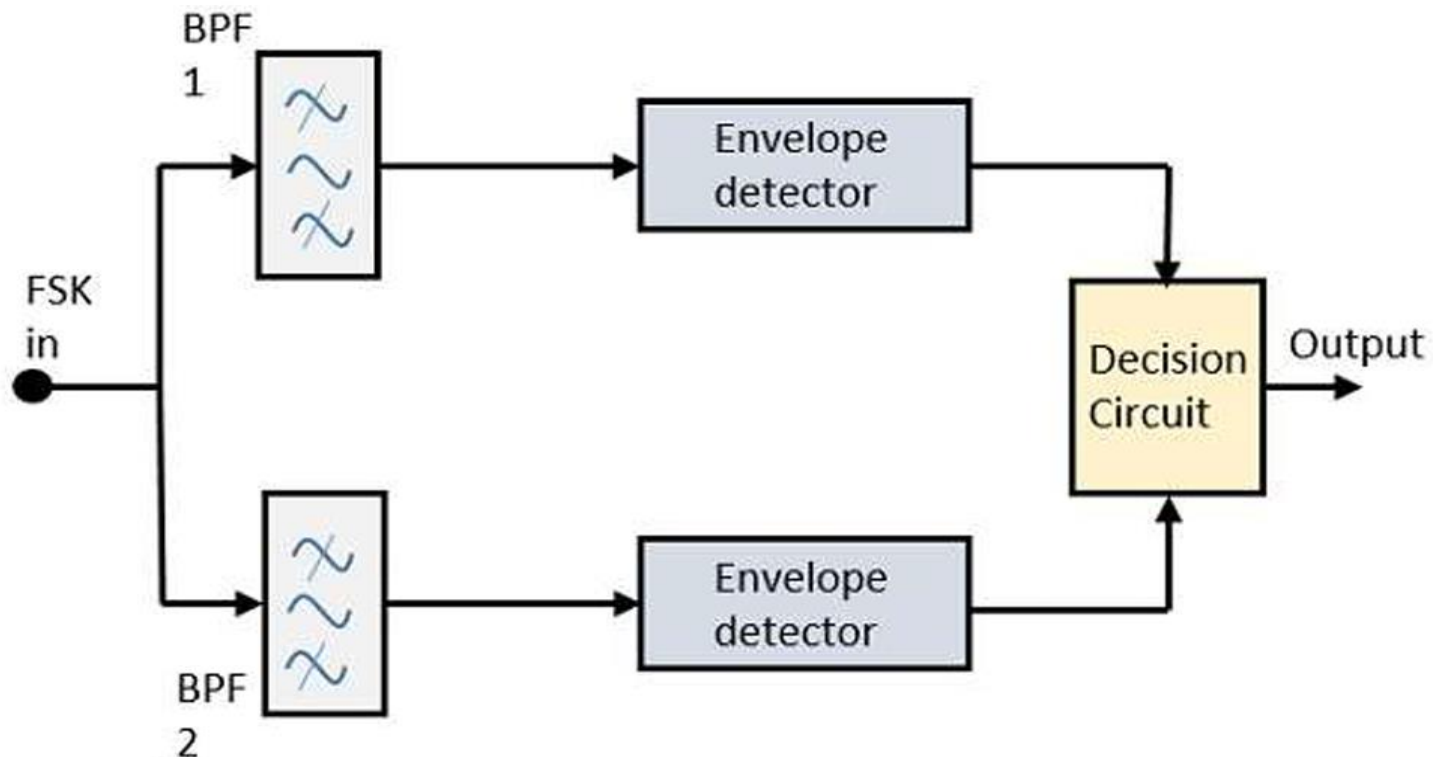 BPF
1
Envelope
detector
FSK
in
Decision
Circuit
Output
Envelope
detector
BPF
2